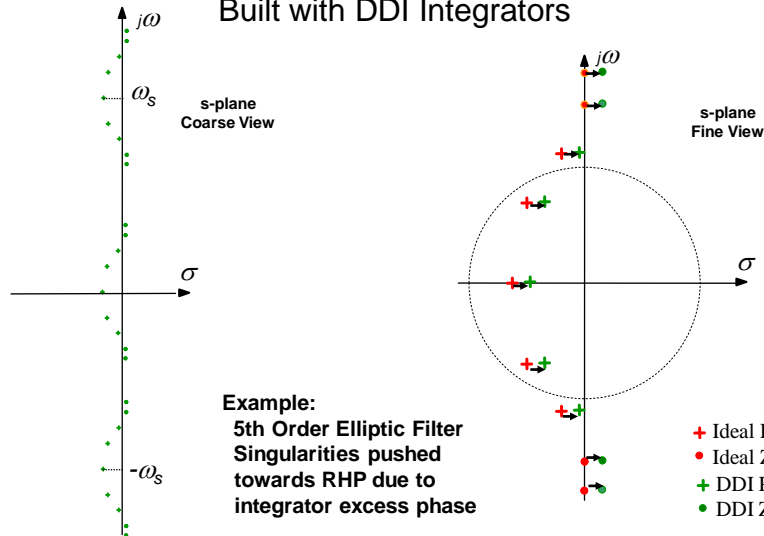 Built with DDI Integrators
jω
ωs
s-plane
Coarse View
σ
-ωs
jω
s-plane
Fine View
σ
Example:
5th Order Elliptic Filter
Singularities pushed
towards RHP due to
integrator excess phase
Ideal
Ideal
DDI
DDI